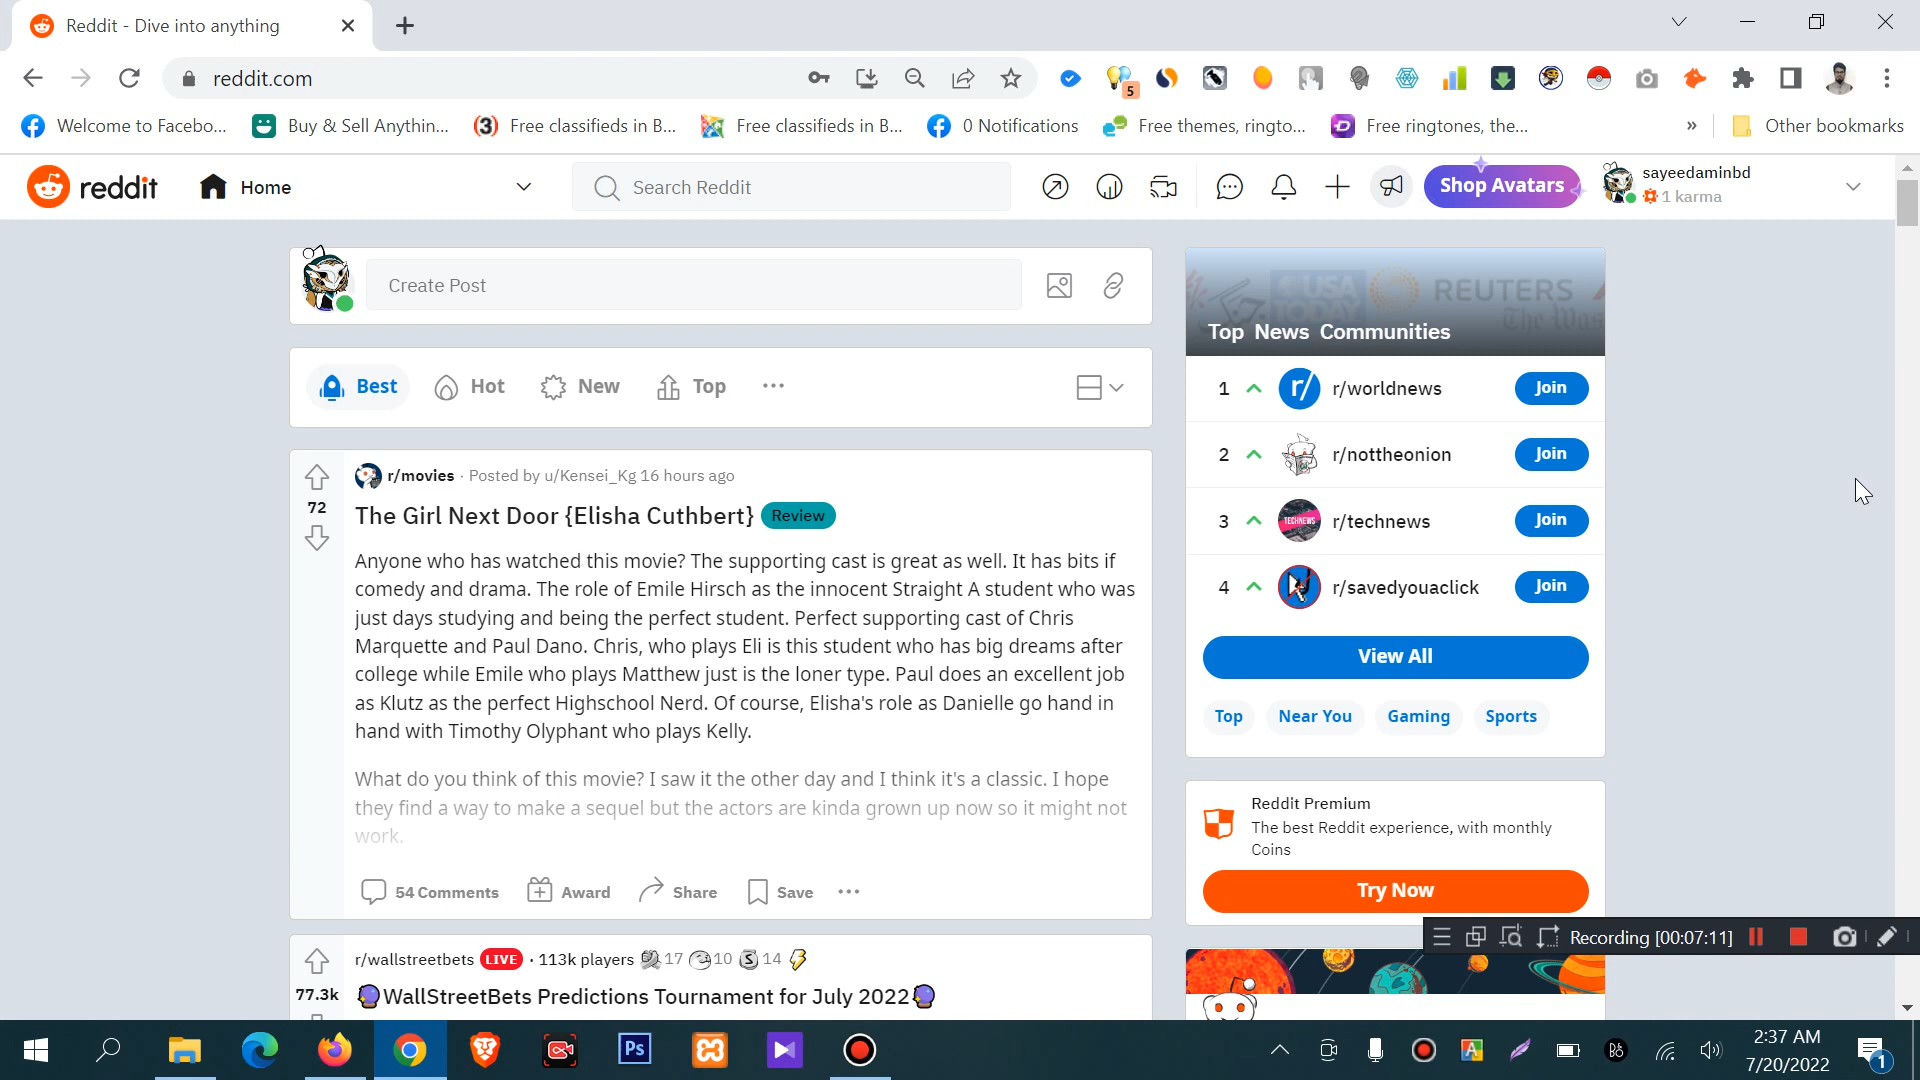 Reddit - Dive into anything
reddit.com
5
Welcome to Facebo...
Buy & Sell Anythin...
Free classifieds in B...
Free classifieds in B...
0 Notifications
Free themes, ringto...
Free ringtones, the...
»
Other bookmarks
reddit
Home
Search Reddit
Shop Avatars
sayeedaminbd
1 karma
Create Post
Best
Hot
New
Top
72
r/movies · Posted by u/Kensei_Kg 16 hours ago
The Girl Next Door {Elisha Cuthbert} Review
Anyone who has watched this movie? The supporting cast is great as well. It has bits if
comedy and drama. The role of Emile Hirsch as the innocent Straight A student who was
just days studying and being the perfect student. Perfect supporting cast of Chris
Marquette and Paul Dano. Chris, who plays Eli is this student who has big dreams after
college while Emile who plays Matthew just is the loner type. Paul does an excellent job
as Klutz as the perfect Highschool Nerd. Of course, Elisha's role as Danielle go hand in
hand with Timothy Olyphant who plays Kelly.
What do you think of this movie? I saw it the other day and I think it's a classic. I hope
they find a way to make a sequel but the actors are kinda grown up now so it might not
work.
54 Comments
Award
Share
Save
r/wallstreetbets LIVE · 113k players 17 10 14
77.3k
WallStreetBets Predictions Tournament for July 2022
USA TODAY
REUTERS
The Was
Top News Communities
1 r/worldnews Join
2 r/nottheonion Join
3 TECHNEWS r/technews Join
4 r/savedyouaclick Join
View All
Top
Near You
Gaming
Sports
Reddit Premium
The best Reddit experience, with monthly
Coins
Try Now
Recording [00:07:11]
Ps
2:37 AM
7/20/2022
1